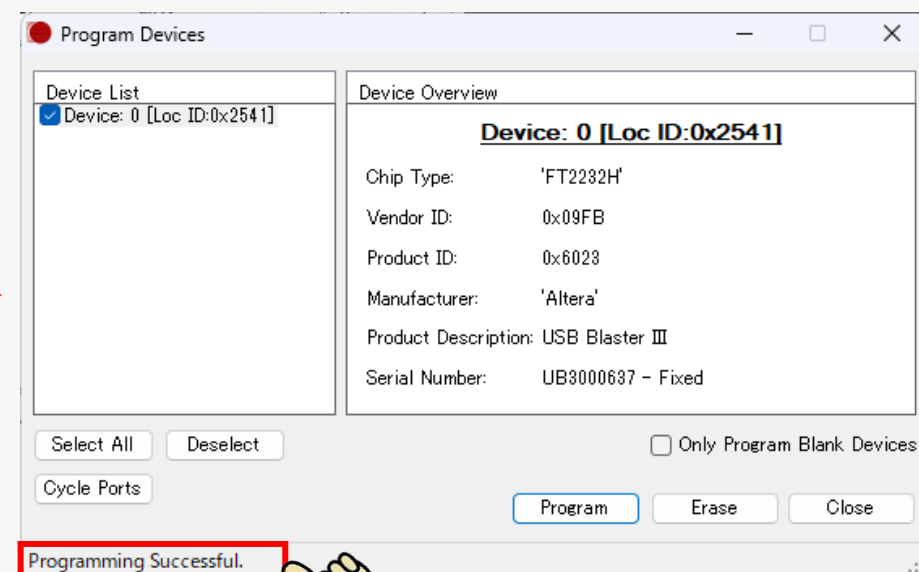 Program Devices
Device List
Device: 0 [Loc ID:0x2541]
Device Overview
Device: 0 [Loc ID:0x2541]
Chip Type: 'FT2232H'
Vendor ID: 0x09FB
Product ID: 0x6023
Manufacturer: 'Altera'
Product Description: USB Blaster Ⅲ
Serial Number: UB3000637 - Fixed
Select All Deselect
Only Program Blank Devices
Cycle Ports
Program Erase Close
Programming Successful.